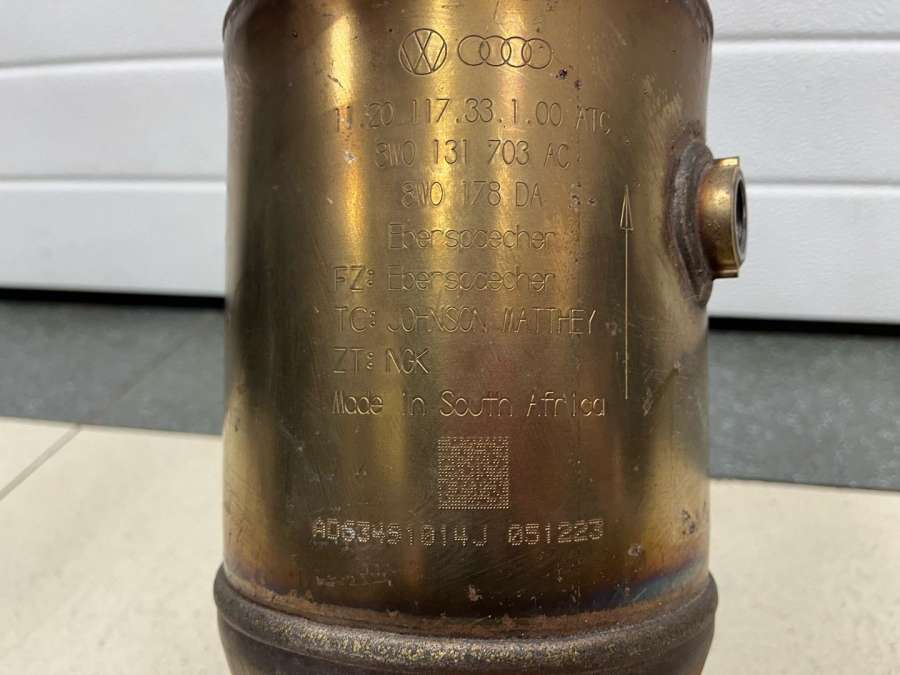 11.20 117.33.1.00 ATC
8W0 131 703 AC
8W0 178 DA
Eberspaecher
FZ: Eberspaecher
TC: JOHNSON MATTHEY
ZT: NGK
Made in South Africa
051223